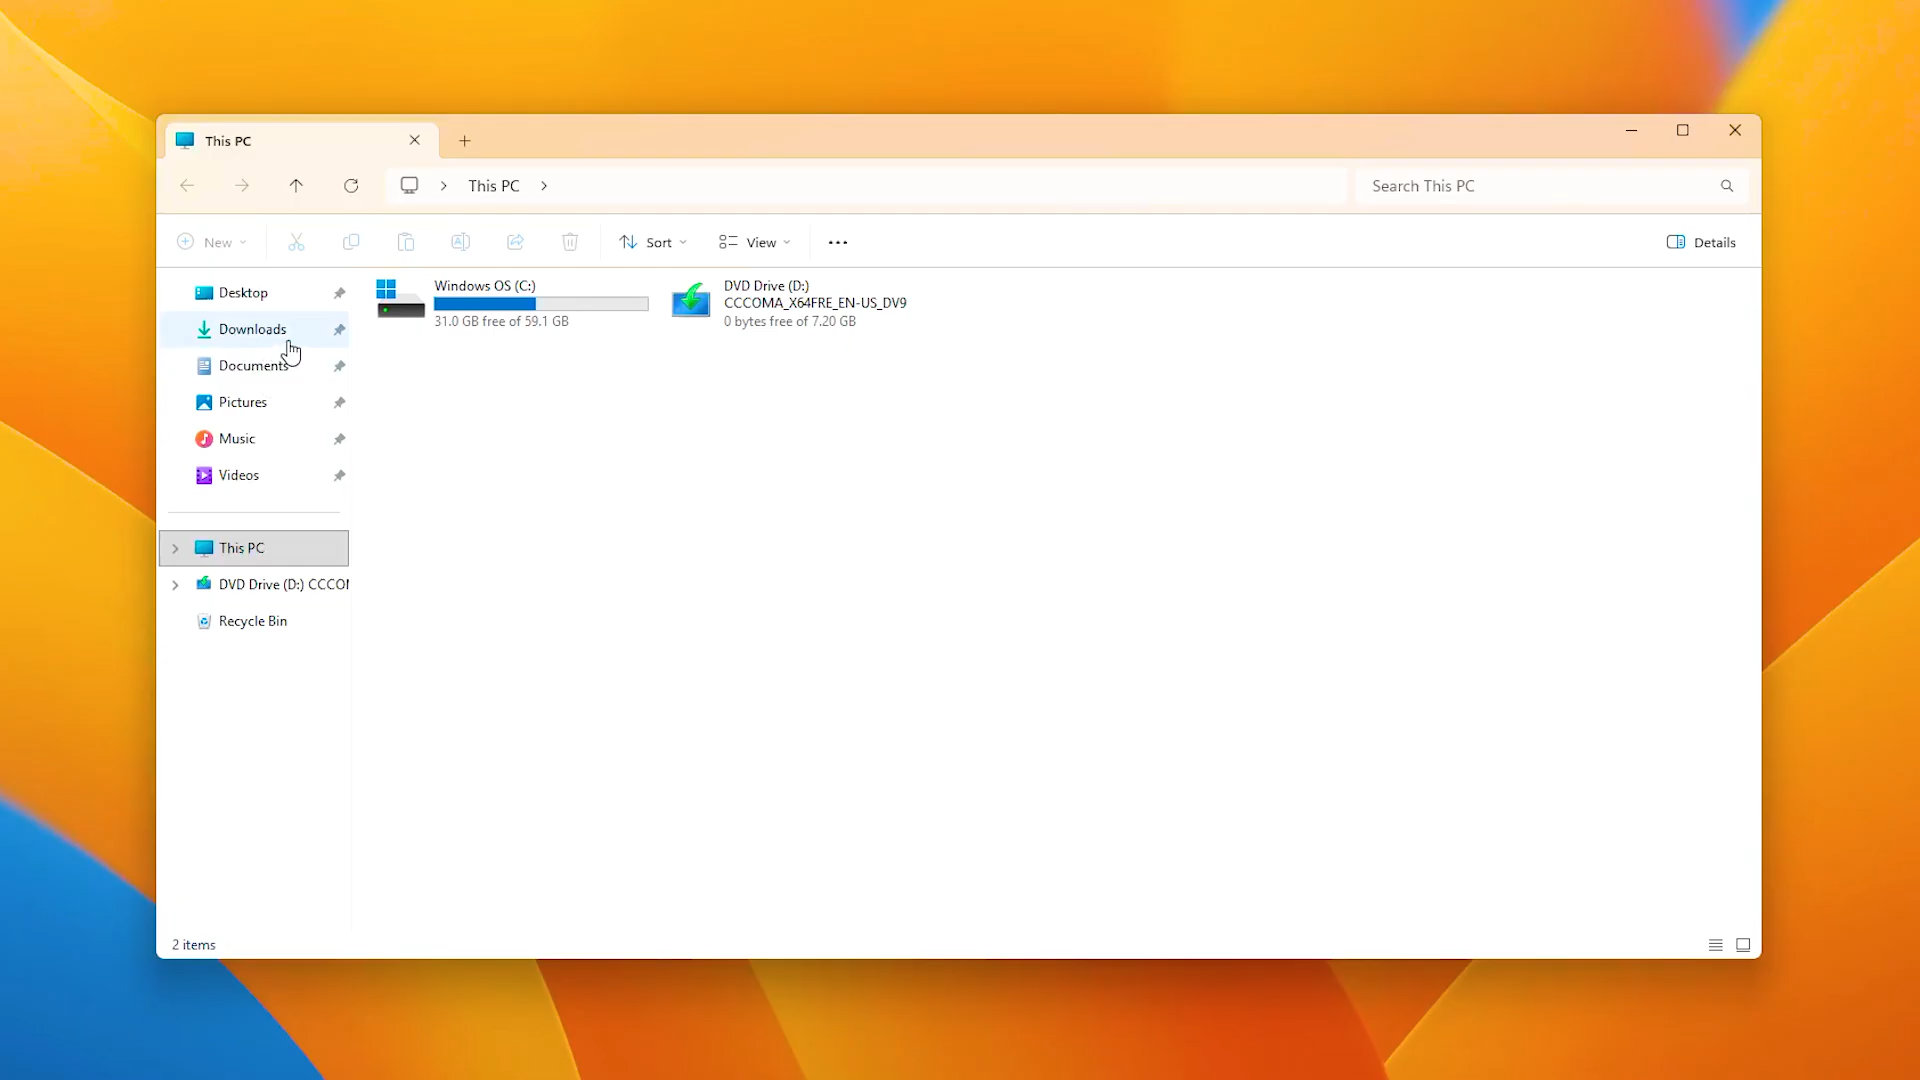 This PC
This PC
Search This PC
New
Sort
View
Details
Desktop
Downloads
Documents
Pictures
Music
Videos
This PC
DVD Drive (D:) CCCO
Recycle Bin
Windows OS (C:)
31.0 GB free of 59.1 GB
DVD Drive (D:)
CCCOMA_X64FRE_EN-US_DV9
0 bytes free of 7.20 GB
2 items